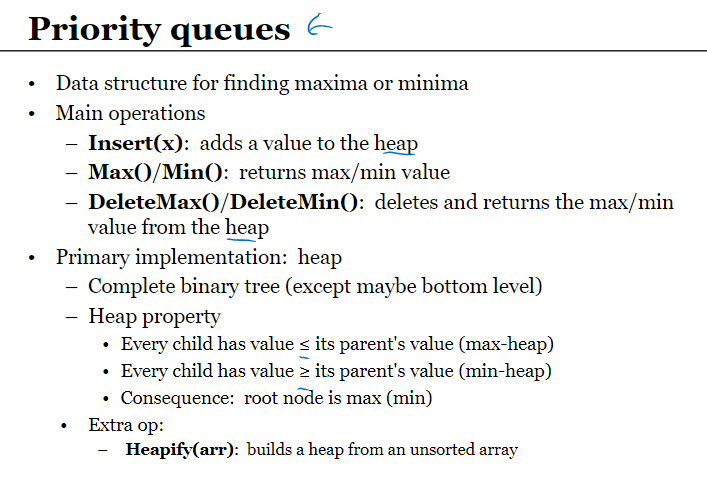 Priority queues
• Data structure for finding maxima or minima
• Main operations
– Insert(x): adds a value to the heap
– Max()/Min(): returns max/min value
– DeleteMax()/DeleteMin(): deletes and returns the max/min
value from the heap
• Primary implementation: heap
– Complete binary tree (except maybe bottom level)
– Heap property
• Every child has value ≤ its parent's value (max-heap)
• Every child has value ≥ its parent's value (min-heap)
• Consequence: root node is max (min)
• Extra op:
– Heapify(arr): builds a heap from an unsorted array